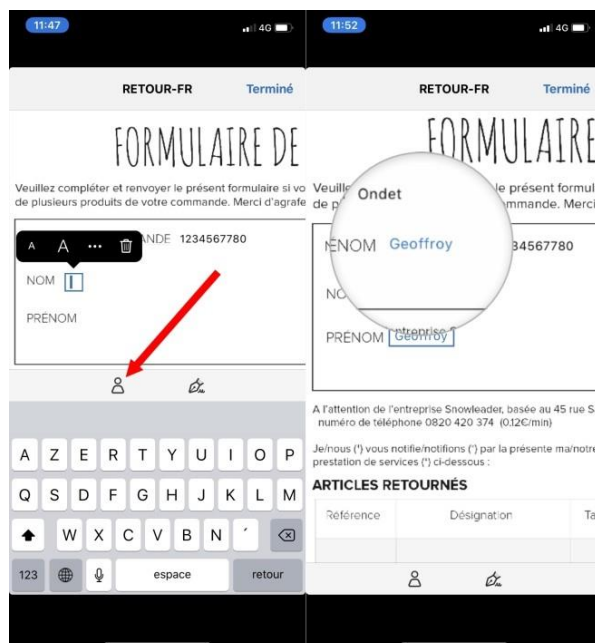 11:47
4G
RETOUR-FR
Terminé
FORMULAIRE DE
Veuillez compléter et renvoyer le présent formulaire si vo
de plusieurs produits de votre commande. Merci d'agrafe
A A ... ANDE 1234567780
NOM
PRÉNOM
A Z E R T Y U I O P
Q S D F G H J K L M
W X C V B N ´
123
espace
retour
11:52
4G
RETOUR-FR
Terminé
FORMULAIRE
Veuille le présent formul
de p mmande. Merci
Ondet
ÉNOM Geoffroy
34567780
NO
PRÉNOM Geoffroy
A l'attention de l'entreprise Snowleader, basée au 45 rue S
numéro de téléphone 0820 420 374 (0.12€/min)
Je/nous (*) vous notifie/notifions (*) par la présente ma/notre
prestation de services (*) ci-dessous :
ARTICLES RETOURNÉS
Référence
Désignation
Ta